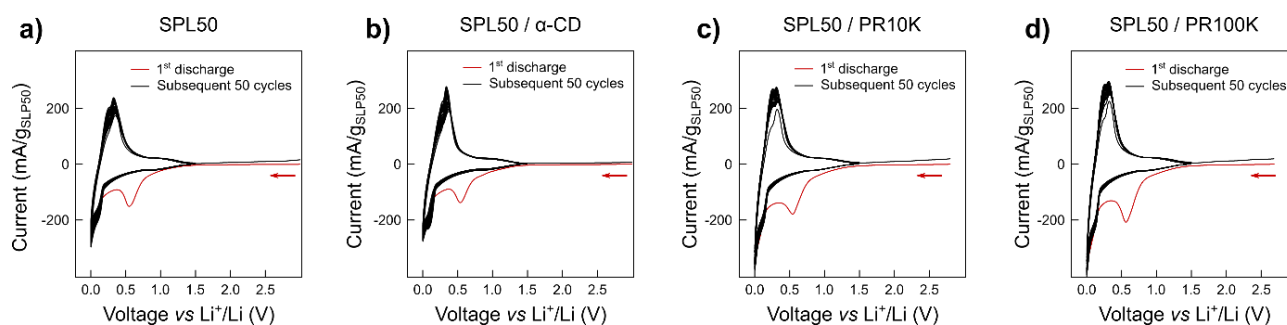 a) SPL50
1st discharge
Subsequent 50 cycles
Current (mA/gSLP50)
200
0
-200
0.0 0.5 1.0 1.5 2.0 2.5
Voltage vs Li+/Li (V)
b) SPL50 / α-CD
1st discharge
Subsequent 50 cycles
Current (mA/gSLP50)
200
0
-200
0.0 0.5 1.0 1.5 2.0 2.5
Voltage vs Li+/Li (V)
c) SPL50 / PR10K
1st discharge
Subsequent 50 cycles
Current (mA/gSLP50)
200
0
-200
0.0 0.5 1.0 1.5 2.0 2.5
Voltage vs Li+/Li (V)
d) SPL50 / PR100K
1st discharge
Subsequent 50 cycles
Current (mA/gSLP50)
200
0
-200
0.0 0.5 1.0 1.5 2.0 2.5
Voltage vs Li+/Li (V)